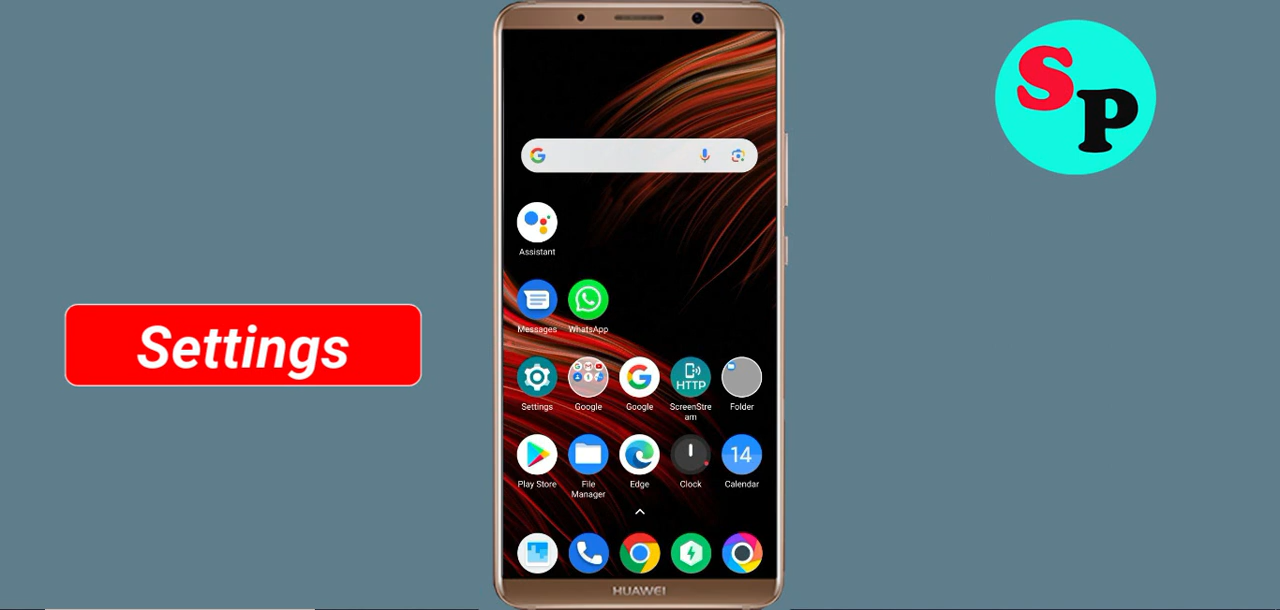 SP
Assistant
Messages WhatsApp
Settings
Settings Google Google ScreenStre
am
HTTP
Folder
14
Play Store File Edge Clock Calendar
Manager
HUAWEI